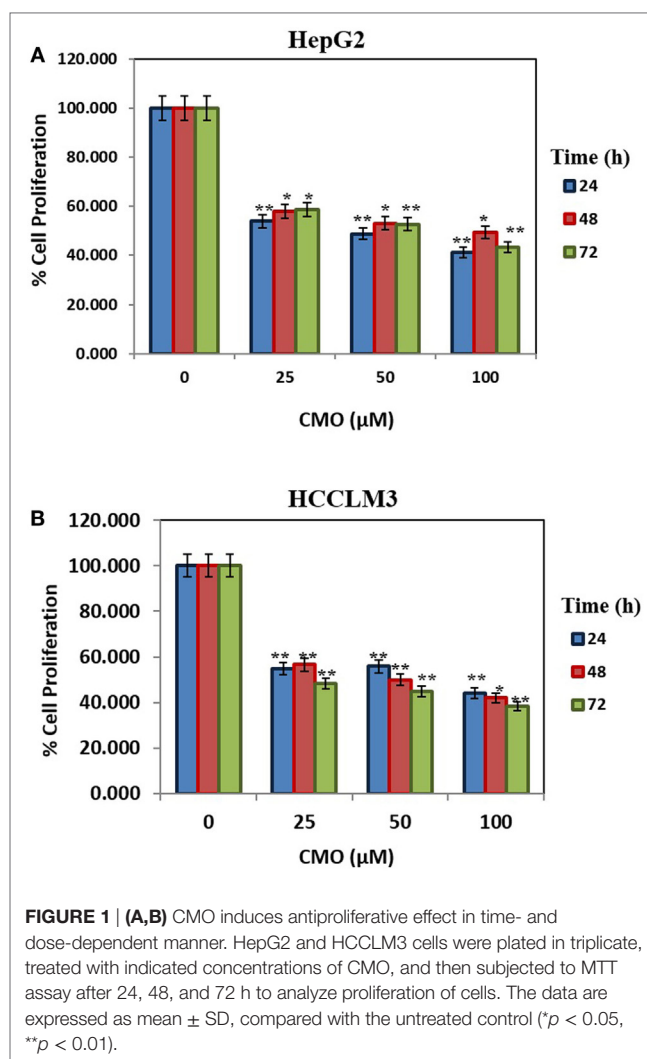 HepG2
A
120.000
100.000
80.000
60.000
40.000
20.000
0.000
% Cell Proliferation
** * *
** * **
** * **
0 25 50 100
CMO (µM)
Time (h)
24
48
72
HCCLM3
B
120.000
100.000
80.000
60.000
40.000
20.000
0.000
% Cell Proliferation
** ** **
** ** **
** * **
0 25 50 100
CMO (µM)
Time (h)
24
48
72
FIGURE 1 | (A,B) CMO induces antiproliferative effect in time- and
dose-dependent manner. HepG2 and HCCLM3 cells were plated in triplicate,
treated with indicated concentrations of CMO, and then subjected to MTT
assay after 24, 48, and 72 h to analyze proliferation of cells. The data are
expressed as mean ± SD, compared with the untreated control (*p < 0.05,
**p < 0.01).